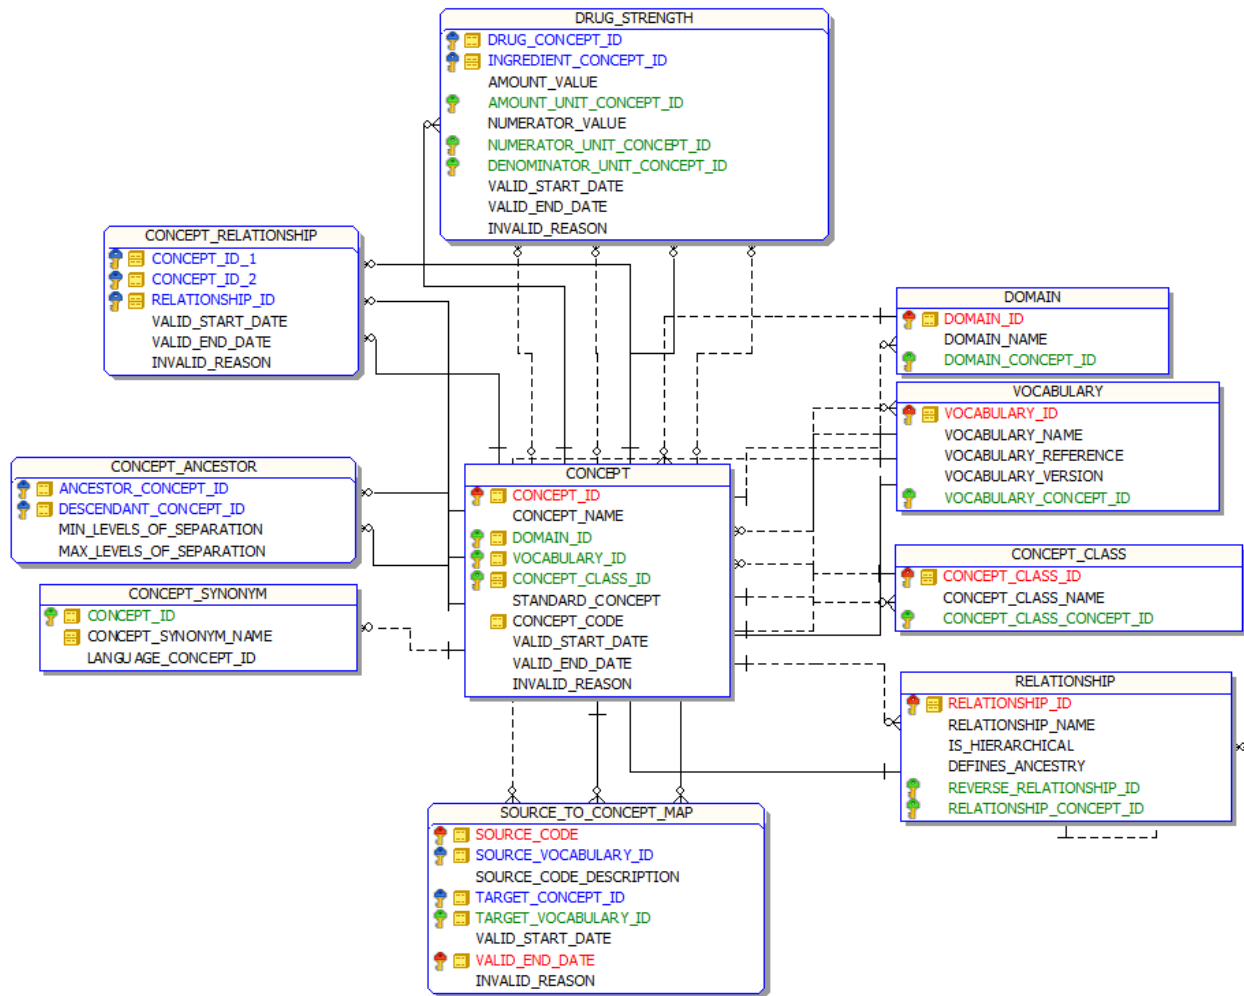 DRUG_STRENGTH
DRUG_CONCEPT_ID
INGREDIENT_CONCEPT_ID
AMOUNT_VALUE
AMOUNT_UNIT_CONCEPT_ID
NUMERATOR_VALUE
NUMERATOR_UNIT_CONCEPT_ID
DENOMINATOR_UNIT_CONCEPT_ID
VALID_START_DATE
VALID_END_DATE
INVALID_REASON
CONCEPT_RELATIONSHIP
CONCEPT_ID_1
CONCEPT_ID_2
RELATIONSHIP_ID
VALID_START_DATE
VALID_END_DATE
INVALID_REASON
DOMAIN
DOMAIN_ID
DOMAIN_NAME
DOMAIN_CONCEPT_ID
VOCABULARY
VOCABULARY_ID
VOCABULARY_NAME
VOCABULARY_REFERENCE
VOCABULARY_VERSION
VOCABULARY_CONCEPT_ID
CONCEPT_ANCESTOR
ANCESTOR_CONCEPT_ID
DESCENDANT_CONCEPT_ID
MIN_LEVELS_OF_SEPARATION
MAX_LEVELS_OF_SEPARATION
CONCEPT
CONCEPT_ID
CONCEPT_NAME
DOMAIN_ID
VOCABULARY_ID
CONCEPT_CLASS_ID
STANDARD_CONCEPT
CONCEPT_CODE
VALID_START_DATE
VALID_END_DATE
INVALID_REASON
CONCEPT_CLASS
CONCEPT_CLASS_ID
CONCEPT_CLASS_NAME
CONCEPT_CLASS_CONCEPT_ID
CONCEPT_SYNONYM
CONCEPT_ID
CONCEPT_SYNONYM_NAME
LANGUAGE_CONCEPT_ID
RELATIONSHIP
RELATIONSHIP_ID
RELATIONSHIP_NAME
IS_HIERARCHICAL
DEFINES_ANCESTRY
REVERSE_RELATIONSHIP_ID
RELATIONSHIP_CONCEPT_ID
SOURCE_TO_CONCEPT_MAP
SOURCE_CODE
SOURCE_VOCABULARY_ID
SOURCE_CODE_DESCRIPTION
TARGET_CONCEPT_ID
TARGET_VOCABULARY_ID
VALID_START_DATE
VALID_END_DATE
INVALID_REASON